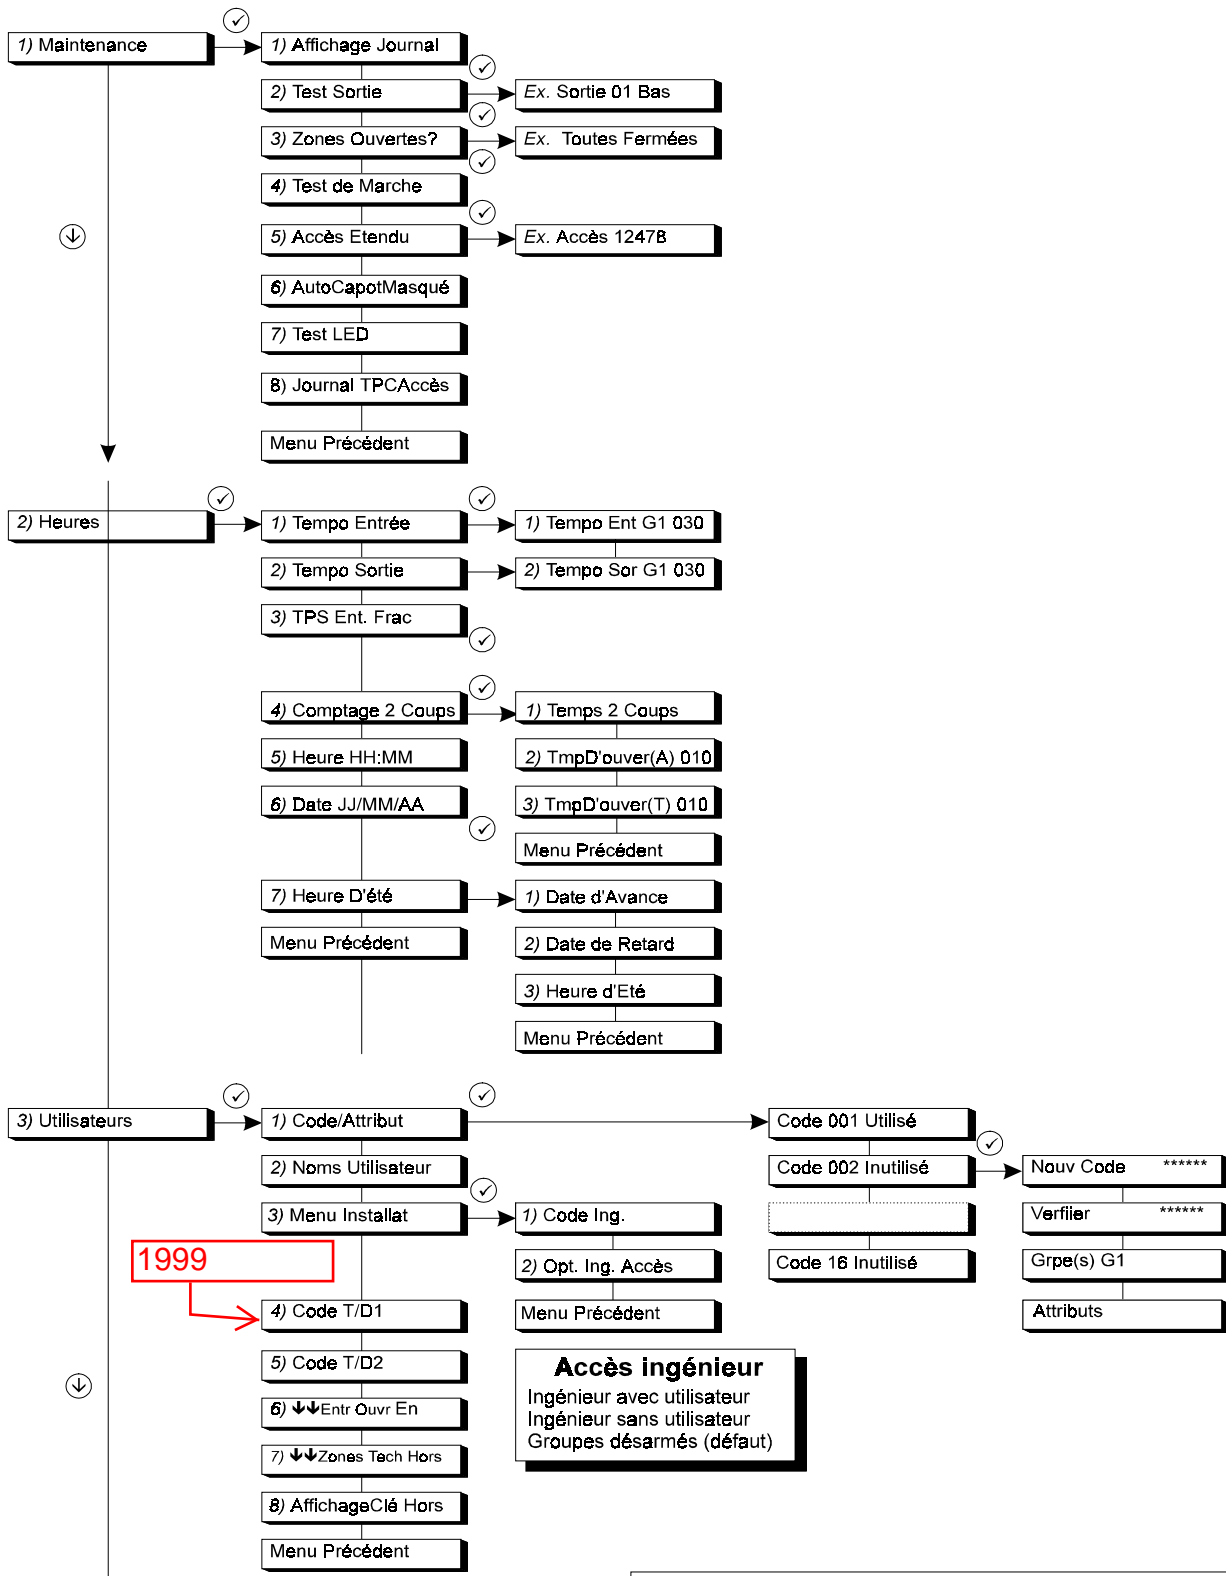 1) Maintenance
1) Affichage Journal
2) Test Sortie
Ex. Sortie 01 Bas
3) Zones Ouvertes?
Ex. Toutes Fermées
4) Test de Marche
5) Accès Etendu
Ex. Accès 12478
6) AutoCapotMasqué
7) Test LED
8) Journal TPCAccès
Menu Précédent
2) Heures
1) Tempo Entrée
1) Tempo Ent G1 030
2) Tempo Sortie
2) Tempo Sor G1 030
3) TPS Ent. Frac
4) Comptage 2 Coups
1) Temps 2 Coups
5) Heure HH:MM
2) TmpD'ouver(A) 010
6) Date JJ/MM/AA
3) TmpD'ouver(T) 010
Menu Précédent
7) Heure D'été
1) Date d'Avance
Menu Précédent
2) Date de Retard
3) Heure d'Eté
Menu Précédent
3) Utilisateurs
1) Code/Attribut
Code 001 Utilisé
2) Noms Utilisateur
Code 002 Inutilisé
Nouv Code ******
3) Menu Installat
1) Code Ing.
Verfiier ******
1999
2) Opt. Ing. Accès
Code 16 Inutilisé
Grpe(s) G1
4) Code T/D1
Menu Précédent
Attributs
5) Code T/D2
Accès ingénieur
Ingénieur avec utilisateur
Ingénieur sans utilisateur
Groupes désarmés (défaut)
6) ↓↓Entr Ouvr En
7) ↓↓Zones Tech Hors
8) AffichageClé Hors
Menu Précédent